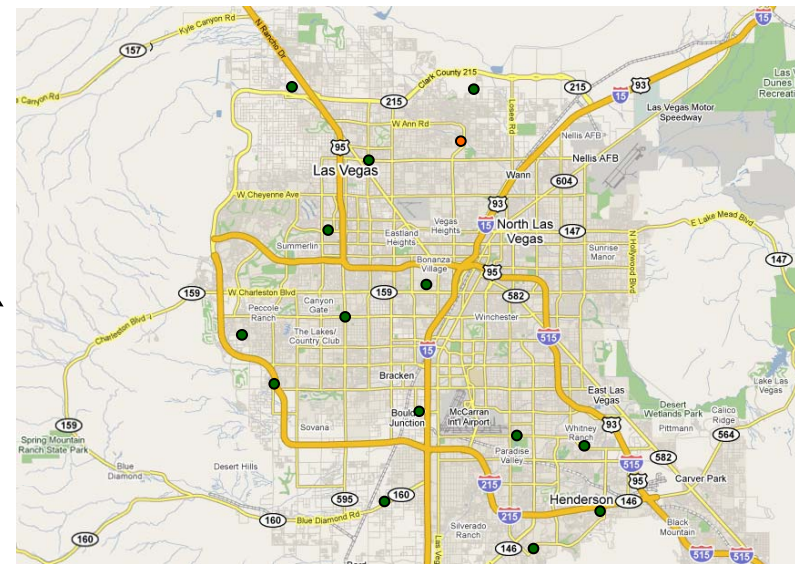 Kyle Canyon Rd
N Rancho Dr
15
157
s Canyon Rd
Clark County 215
93
215
215
15
Las V
Dunes
Recreati
Losee Rd
Las Vegas Motor
Speedway
W Ann Rd
Nellis AFB
95
Las Vegas
Nellis AFB
Wann
604
W Cheyenne Ave
93
Vegas
Heights
15
North Las
Vegas
147
E Lake Mead Blvd
N Hollywood Blvd
Eastland
Heights
Summerlin
Sunrise
Manor
147
Bonanza
Village
95
159
W Charleston Blvd
159
582
Peccole
Ranch
Canyon
Gate
Charleston Blvd
The Lakes/
Country Club
Winchester
515
15
Bracken
East Las
Vegas
Lake Las
Vegas
Desert
Wetlands Park
Calico
Ridge
159
Sovana
Boul
Junction
McCarran
Int'l Airport
Whitney
Ranch
93
Pittmann
564
Spring Mountain
Ranch State Park
Paradise
Valley
582
515
Blue
Diamond
Desert Hills
215
95
Carver Park
595
160
Henderson
146
160
Blue Diamond Rd
215
Black
Mountain
160
Silverado
Ranch
146
Las V
515
515